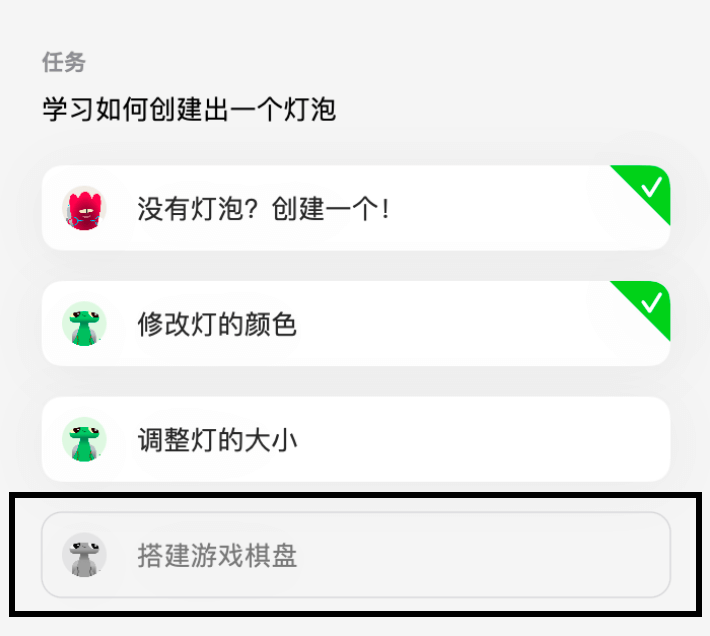 任务
学习如何创建出一个灯泡
没有灯泡？创建一个！
修改灯的颜色
调整灯的大小
搭建游戏棋盘